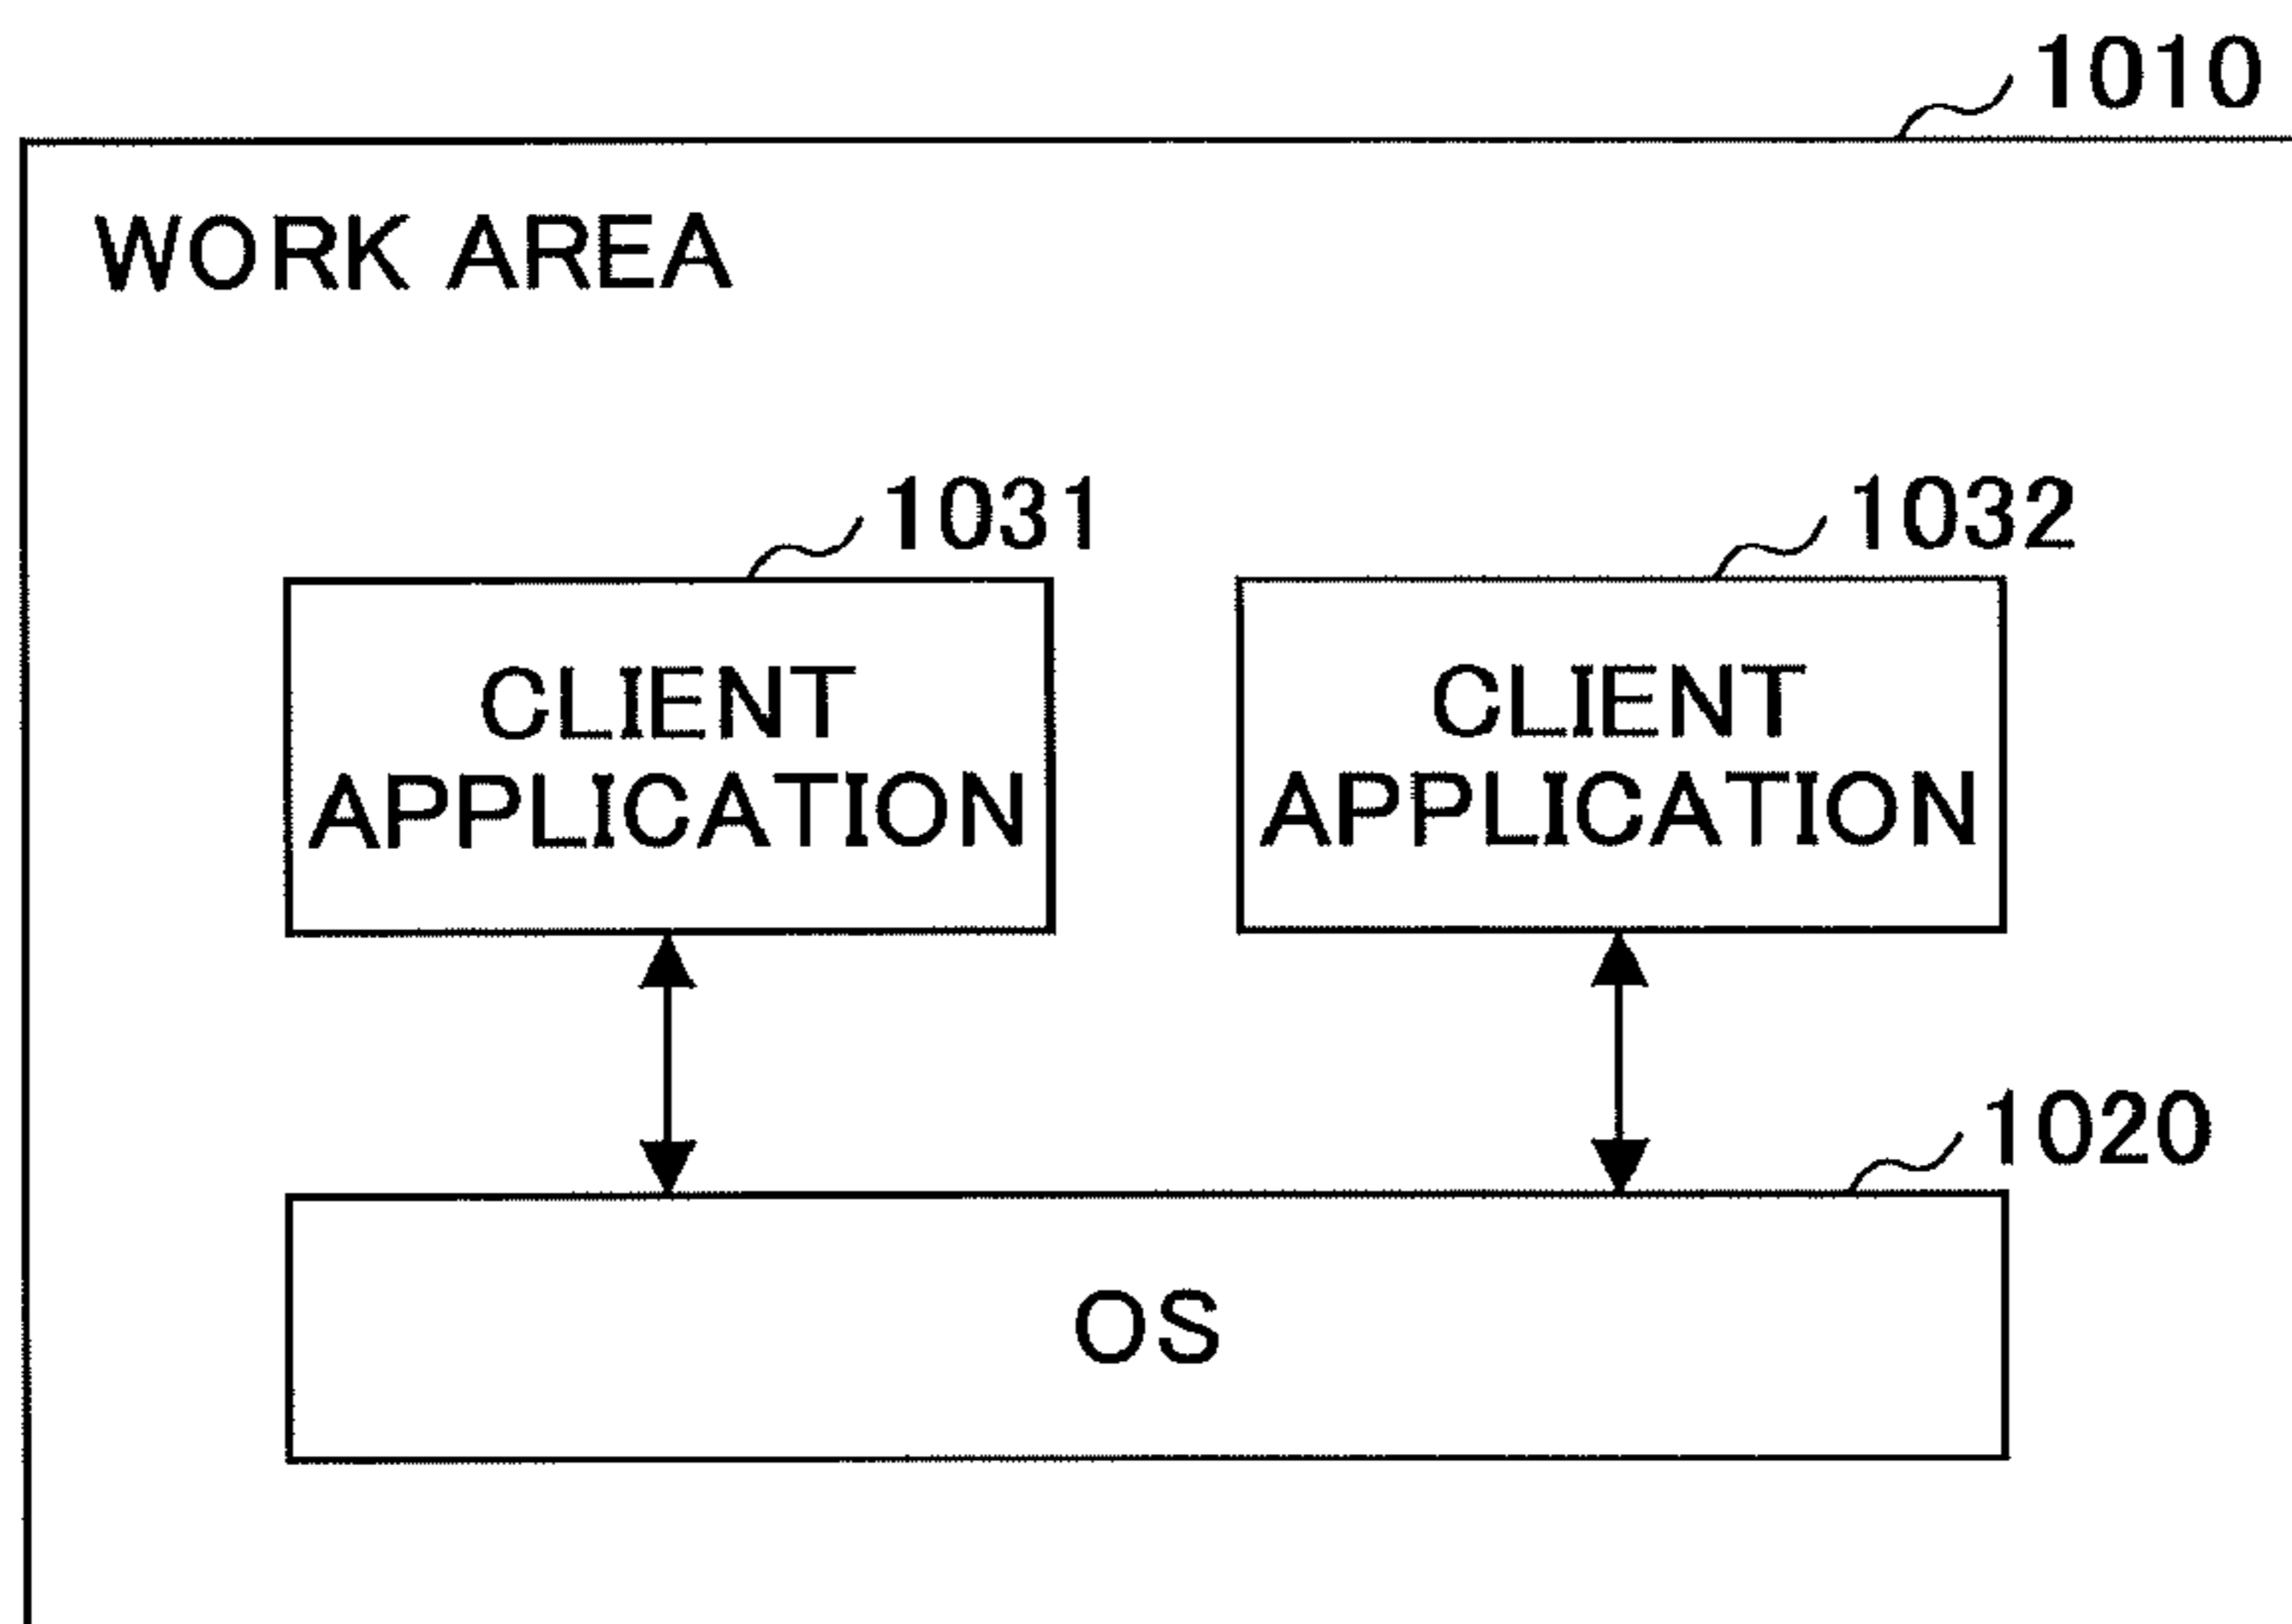 1010
WORK AREA
1031
1032
CLIENT
APPLICATION
CLIENT
APPLICATION
1020
OS